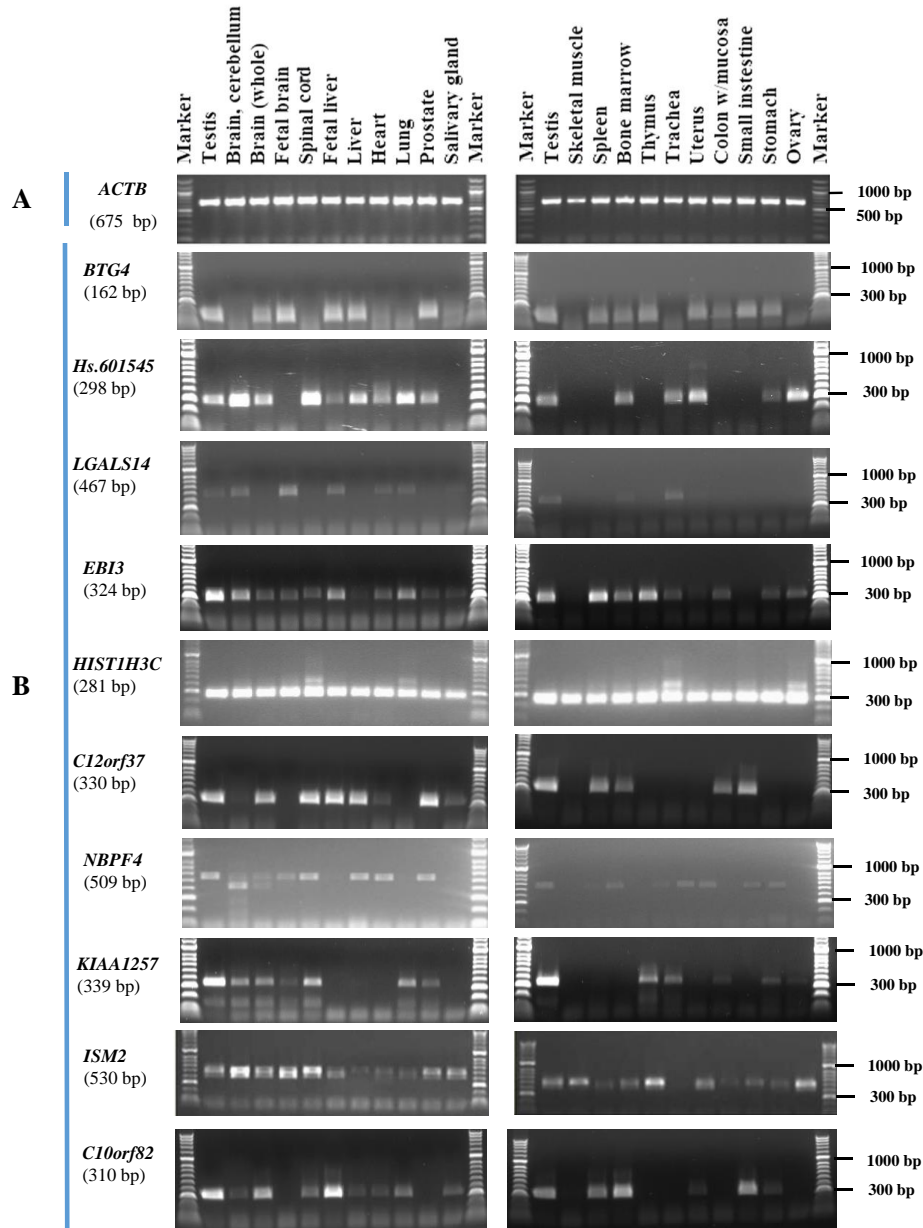 Marker
Testis
Brain, cerebellum
Brain (whole)
Fetal brain
Spinal cord
Fetal liver
Liver
Heart
Lung
Prostate
Salivary gland
Marker
Marker
Testis
Skeletal muscle
Spleen
Bone marrow
Thymus
Trachea
Uterus
Colon w/mucosa
Small instestine
Stomach
Ovary
Marker
A
ACTB
(675 bp)
1000 bp
500 bp
B
BTG4
(162 bp)
1000 bp
300 bp
Hs.601545
(298 bp)
1000 bp
300 bp
LGALS14
(467 bp)
1000 bp
300 bp
EBI3
(324 bp)
1000 bp
300 bp
HIST1H3C
(281 bp)
1000 bp
300 bp
C12orf37
(330 bp)
1000 bp
300 bp
NBPF4
(509 bp)
1000 bp
300 bp
KIAA1257
(339 bp)
1000 bp
300 bp
ISM2
(530 bp)
1000 bp
300 bp
C10orf82
(310 bp)
1000 bp
300 bp